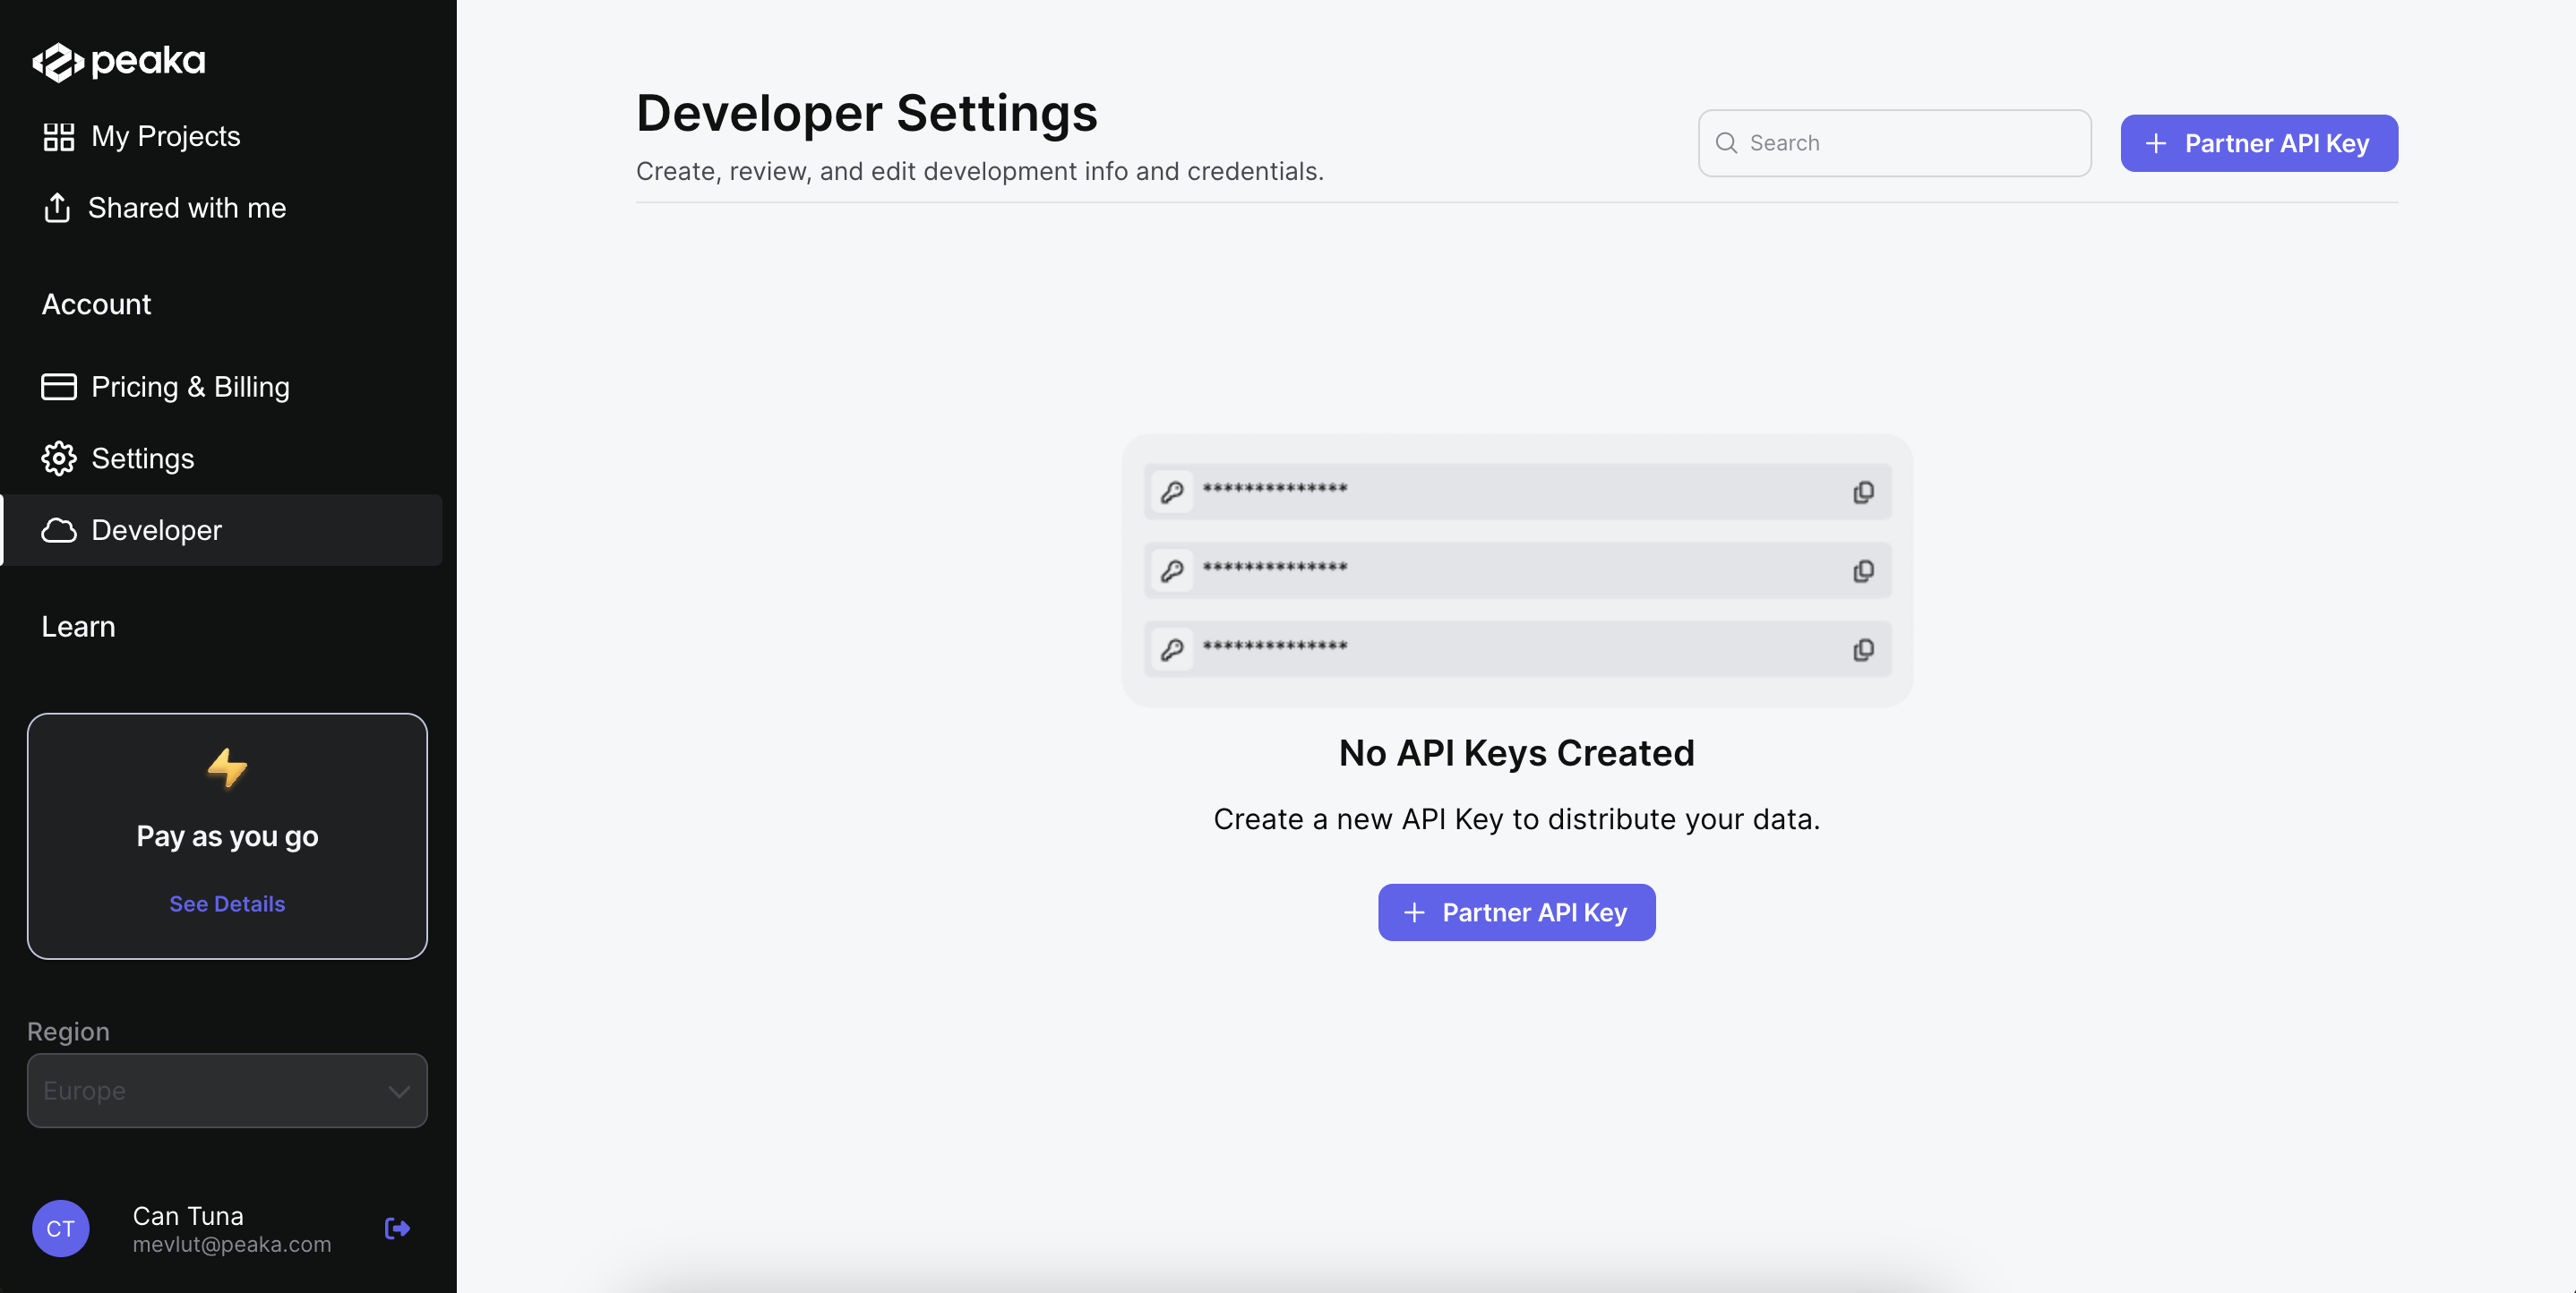 peaka
My Projects
Shared with me
Account
Pricing & Billing
Settings
Developer
Learn
Pay as you go
See Details
Region
Europe
CT
Can Tuna
mevlut@peaka.com
Developer Settings
Create, review, and edit development info and credentials.
Search
+ Partner API Key
**************
**************
**************
No API Keys Created
Create a new API Key to distribute your data.
+ Partner API Key